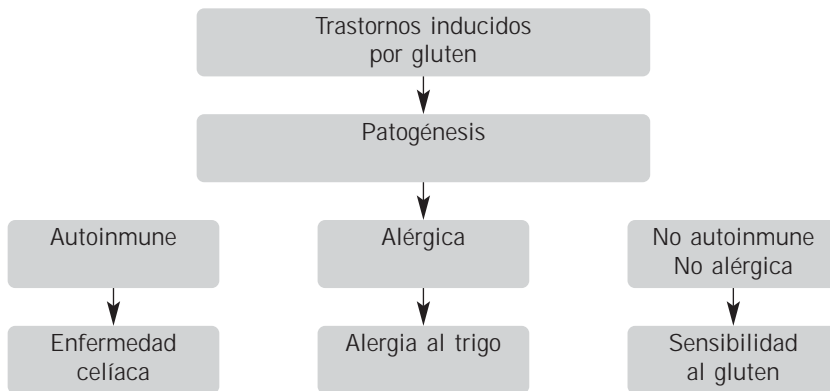 Trastornos inducidos
por gluten
Patogénesis
Autoinmune
Alérgica
No autoinmune
No alérgica
Enfermedad
celíaca
Alergia al trigo
Sensibilidad
al gluten